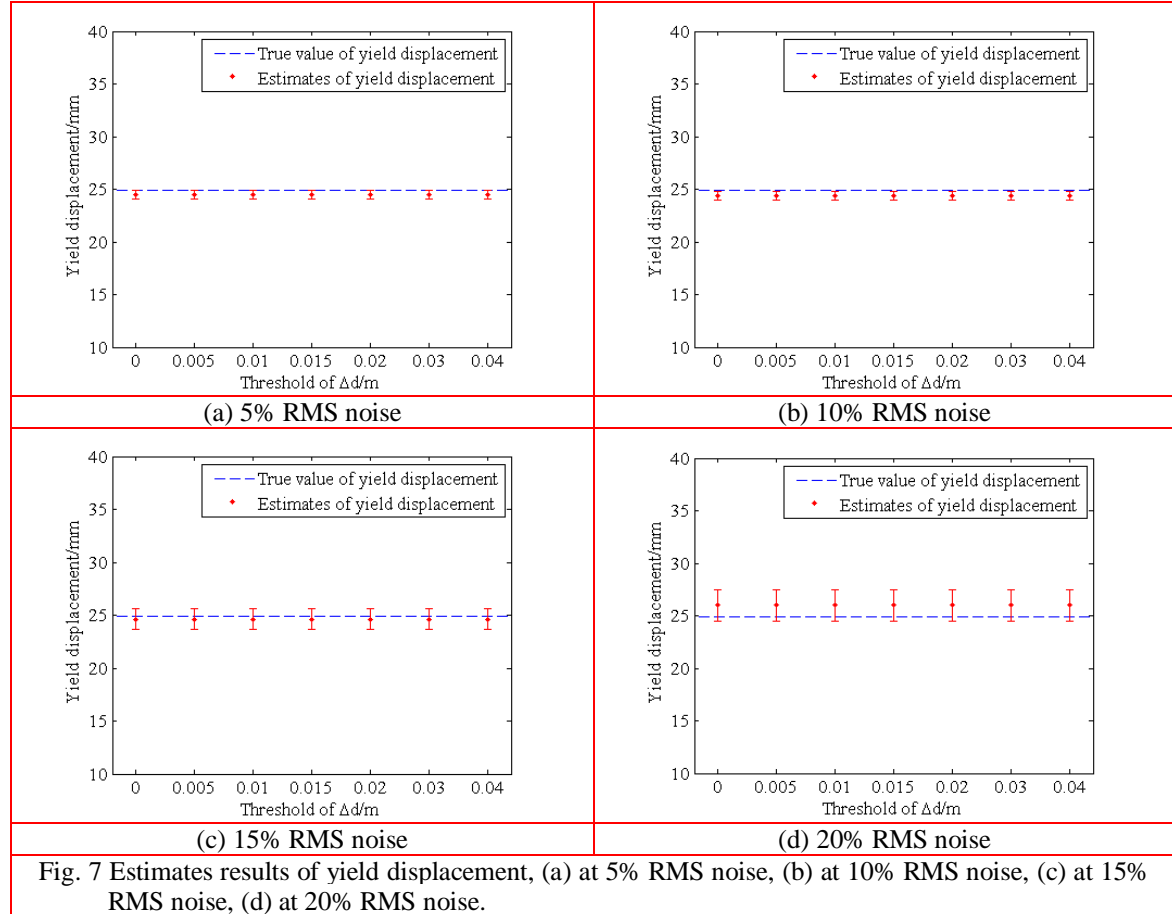 40
35
30
25
20
15
10
Yield displacement/mm
True value of yield displacement
Estimates of yield displacement
0 0.005 0.01 0.015 0.02 0.03 0.04
Threshold of Δd/m
(a) 5% RMS noise
40
35
30
25
20
15
10
Yield displacement/mm
True value of yield displacement
Estimates of yield displacement
0 0.005 0.01 0.015 0.02 0.03 0.04
Threshold of Δd/m
(b) 10% RMS noise
40
35
30
25
20
15
10
Yield displacement/mm
True value of yield displacement
Estimates of yield displacement
0 0.005 0.01 0.015 0.02 0.03 0.04
Threshold of Δd/m
(c) 15% RMS noise
40
35
30
25
20
15
10
Yield displacement/mm
True value of yield displacement
Estimates of yield displacement
0 0.005 0.01 0.015 0.02 0.03 0.04
Threshold of Δd/m
(d) 20% RMS noise
Fig. 7 Estimates results of yield displacement, (a) at 5% RMS noise, (b) at 10% RMS noise, (c) at 15%
RMS noise, (d) at 20% RMS noise.